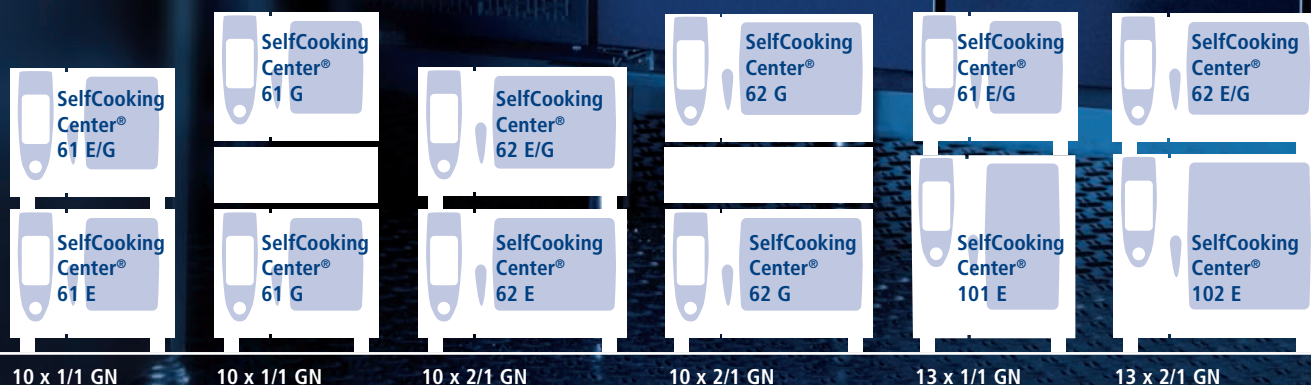 SelfCooking
Center®
61 E/G
SelfCooking
Center®
61 E
10 x 1/1 GN
SelfCooking
Center®
61 G
SelfCooking
Center®
61 G
10 x 1/1 GN
SelfCooking
Center®
62 E/G
SelfCooking
Center®
62 E
10 x 2/1 GN
SelfCooking
Center®
62 G
SelfCooking
Center®
62 G
10 x 2/1 GN
SelfCooking
Center®
61 E/G
SelfCooking
Center®
101 E
13 x 1/1 GN
SelfCooking
Center®
62 E/G
SelfCooking
Center®
102 E
13 x 2/1 GN